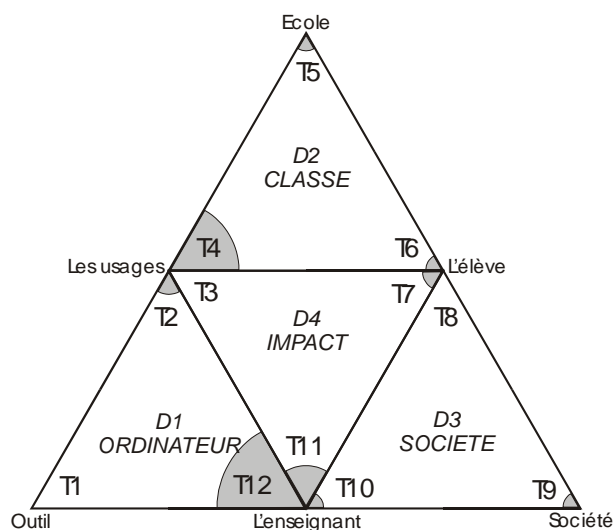 Ecole
T5
D2
CLASSE
T4
T6
Les usages
L'élève
T2
T3
T7
T8
D4
IMPACT
D1
ORDINATEUR
D3
SOCIETE
T11
T1
T12
T10
T9
Outil
L'enseignant
Société